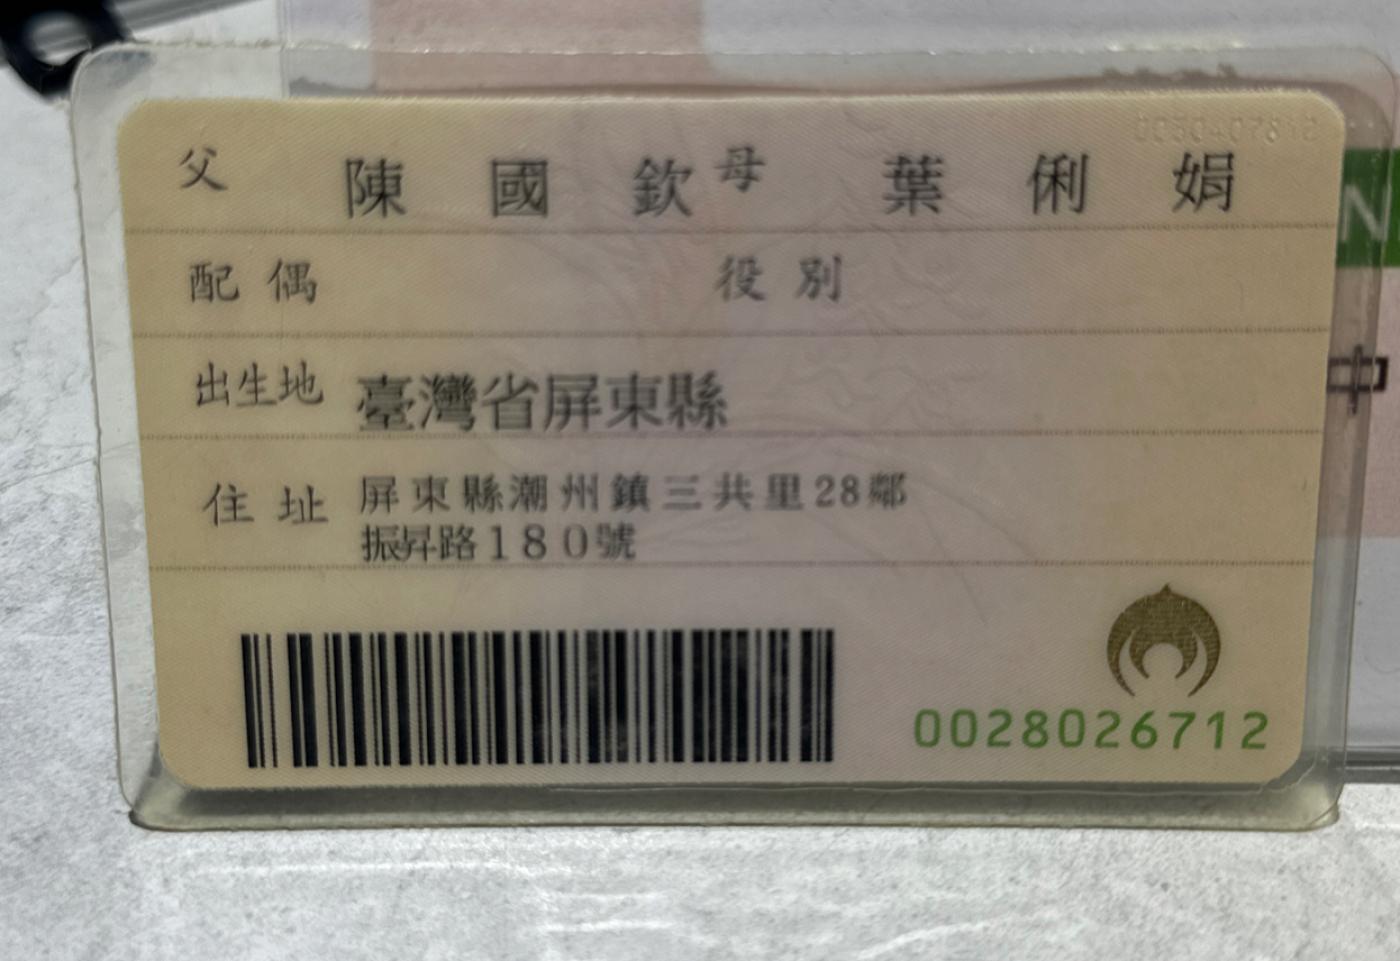 父 陳國欽 母 葉俐娟
配偶 役別
出生地 臺灣省屏東縣
住址 屏東縣潮州鎮三共里28鄰
振昇路180號
0028026712